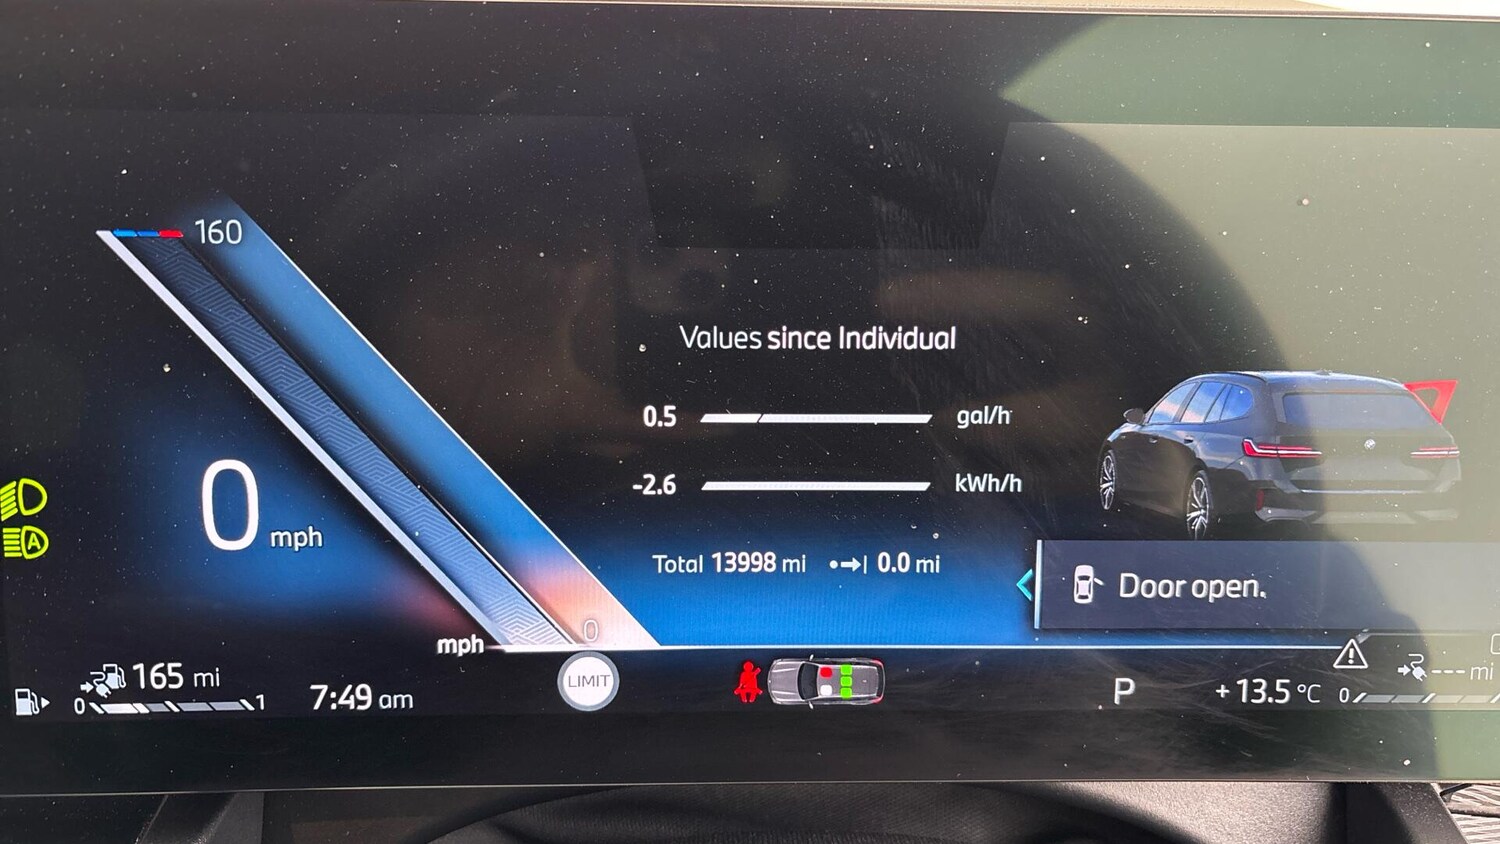 160
Values since Individual
0.5 gal/h
-2.6 kWh/h
0 mph
Total 13998 mi 0.0 mi
Door open.
A
mph 0
165 mi
0 1
7:49 am
LIMIT
P
+13.5 °C
---- mi
0